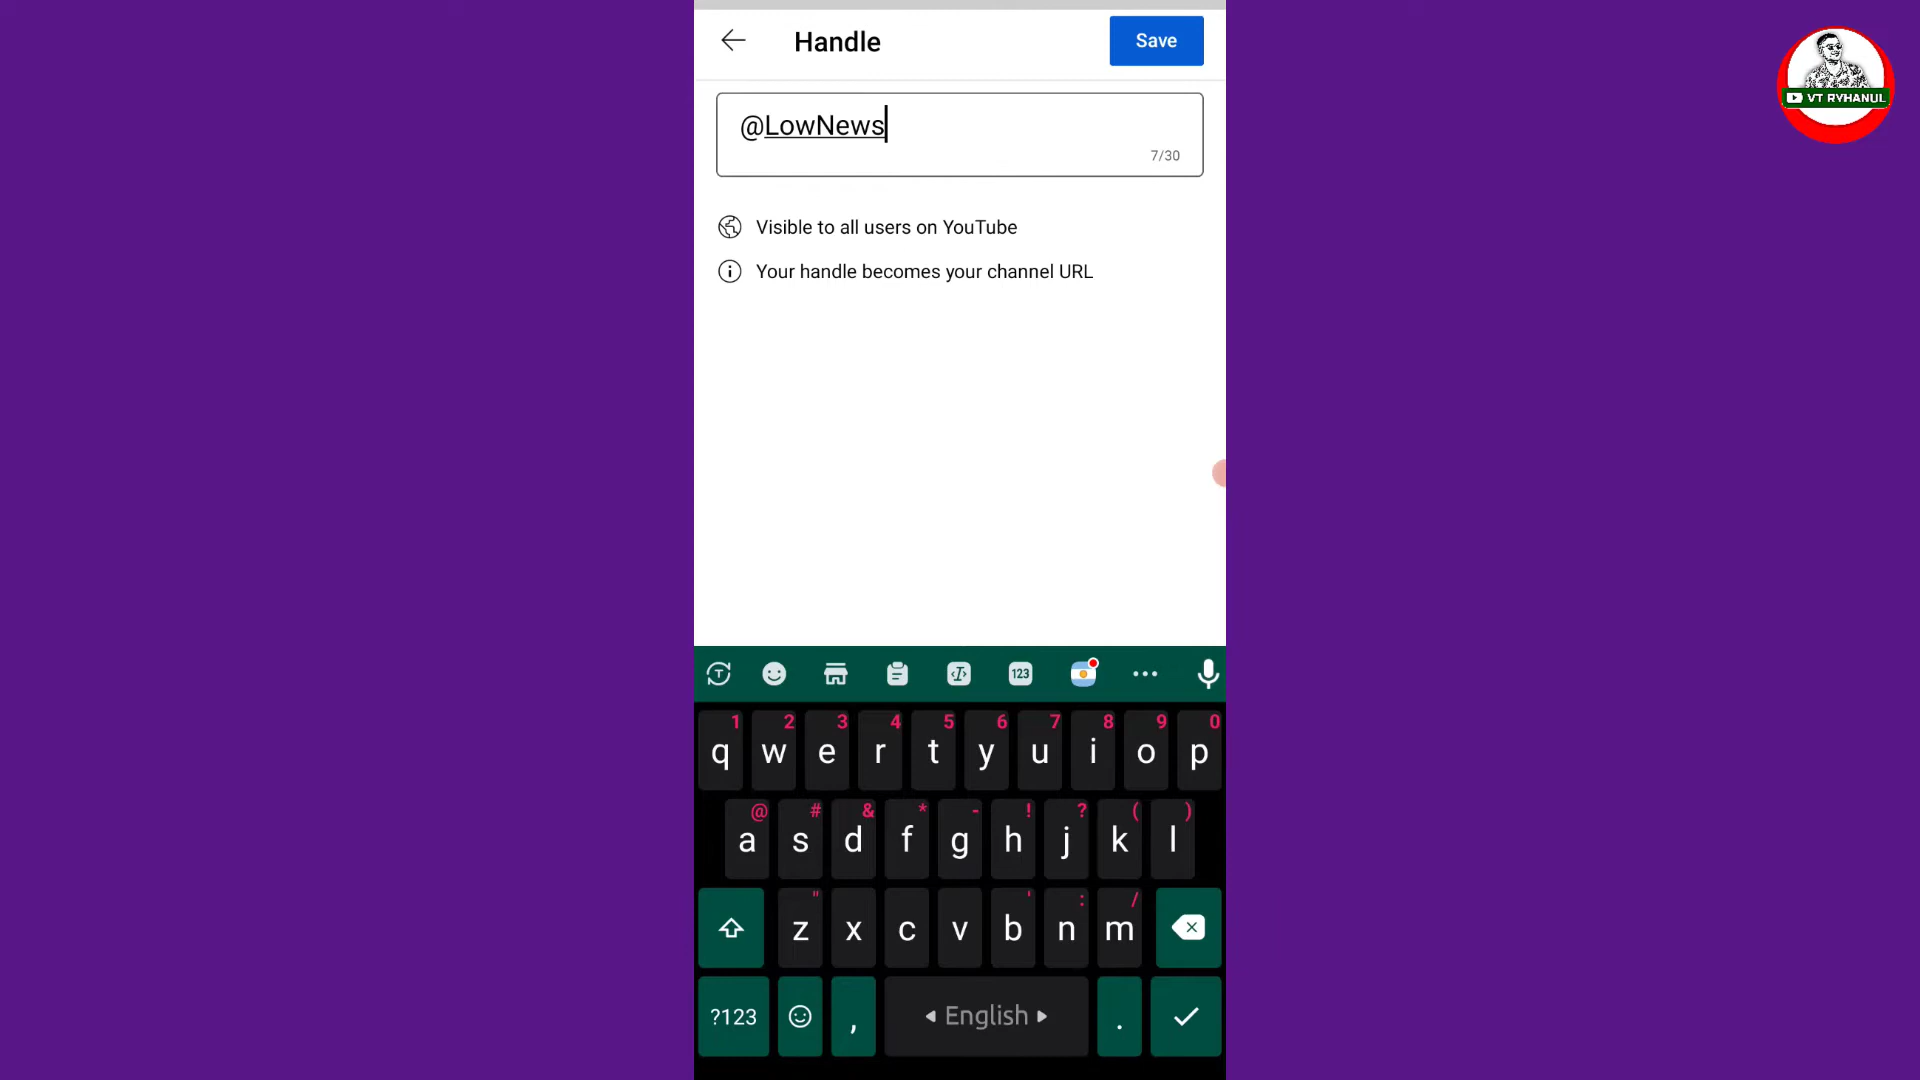 Handle
Save
@LowNews
7/30
Visible to all users on YouTube
Your handle becomes your channel URL
VT RYHANUL
123
1 2 3 4 5 6 7 8 9 0
q w e r t y u i o p
@ # & * - ! ? ( )
a s d f g h j k l
" ' : /
z x c v b n m
?123 , English .